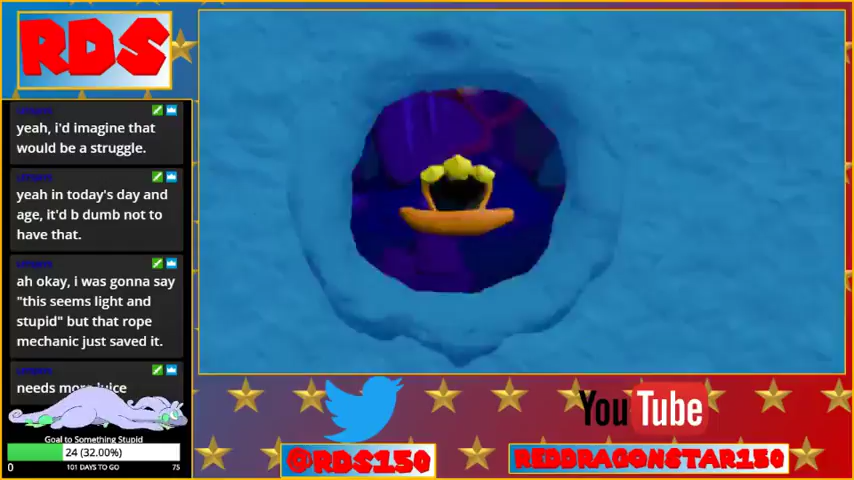 RDS
yeah, i'd imagine that
would be a struggle.
yeah in today's day and
age, it'd b dumb not to
have that.
ah okay, i was gonna say
"this seems light and
stupid" but that rope
mechanic just saved it.
needs more juice
Goal to Something Stupid
24 (32.00%)
0
101 DAYS TO GO
75
YouTube
@RDS150
REDDRAGONSTAR150